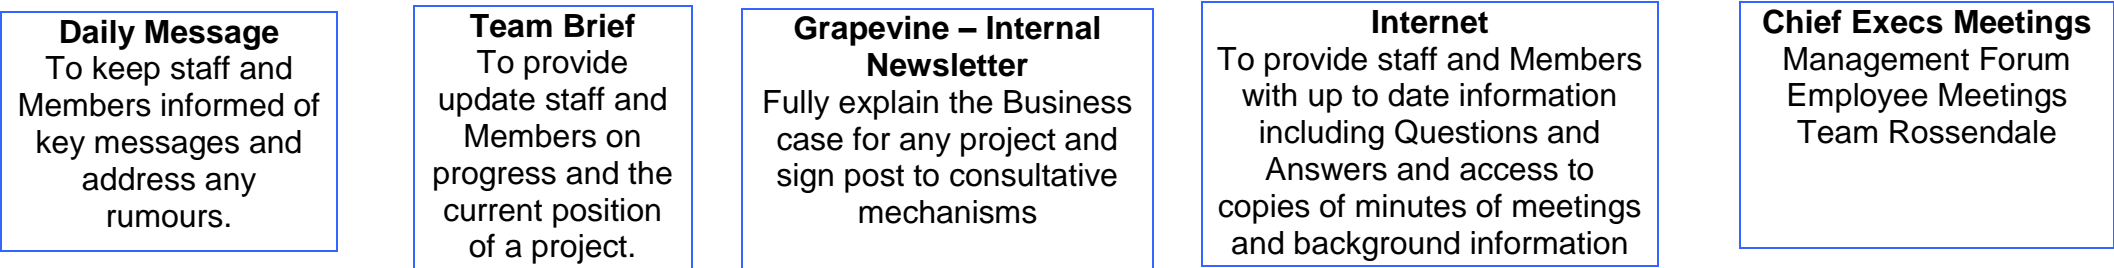 Daily Message
To keep staff and
Members informed of
key messages and
address any
rumours.
Team Brief
To provide
update staff and
Members on
progress and the
current position
of a project.
Grapevine – Internal
Newsletter
Fully explain the Business
case for any project and
sign post to consultative
mechanisms
Internet
To provide staff and Members
with up to date information
including Questions and
Answers and access to
copies of minutes of meetings
and background information
Chief Execs Meetings
Management Forum
Employee Meetings
Team Rossendale